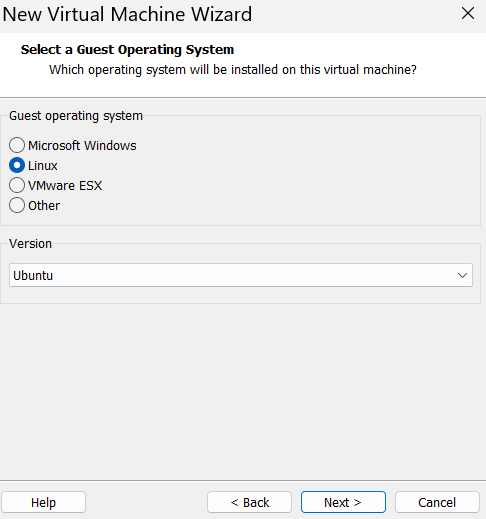 New Virtual Machine Wizard
Select a Guest Operating System
Which operating system will be installed on this virtual machine?
Guest operating system
Microsoft Windows
Linux
VMware ESX
Other
Version
Ubuntu
Help
< Back
Next >
Cancel